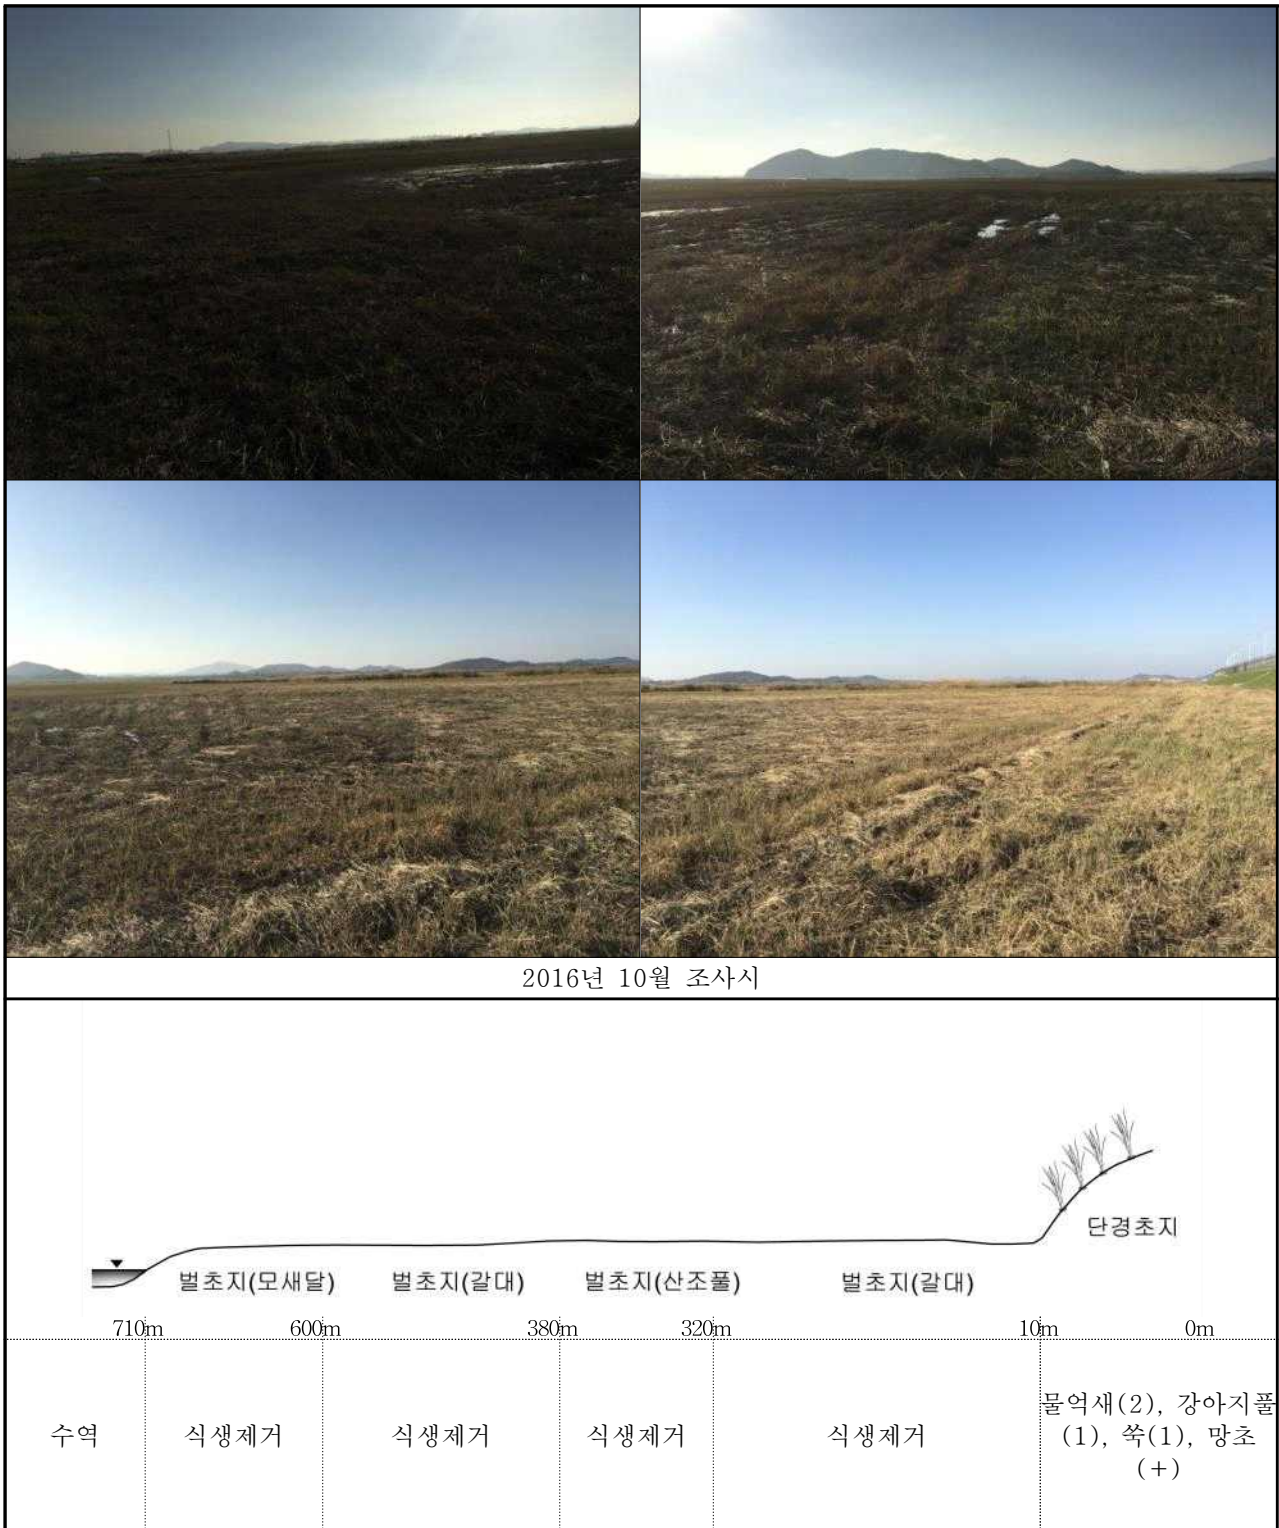 2016년 10월 조사시
단경초지
벌초지(모새달) 벌초지(갈대) 벌초지(산조풀) 벌초지(갈대)
710m 600m 380m 320m 10m 0m
수역 식생제거 식생제거 식생제거 식생제거
물억새(2), 강아지풀
(1), 쑥(1), 망초
(+)